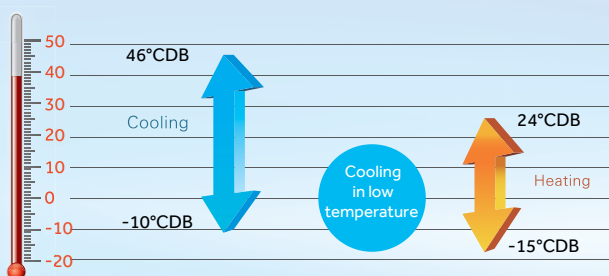 50
40
30
20
10
0
-10
-20
46°CDB
Cooling
-10°CDB
Cooling
in low
temperature
24°CDB
Heating
-15°CDB